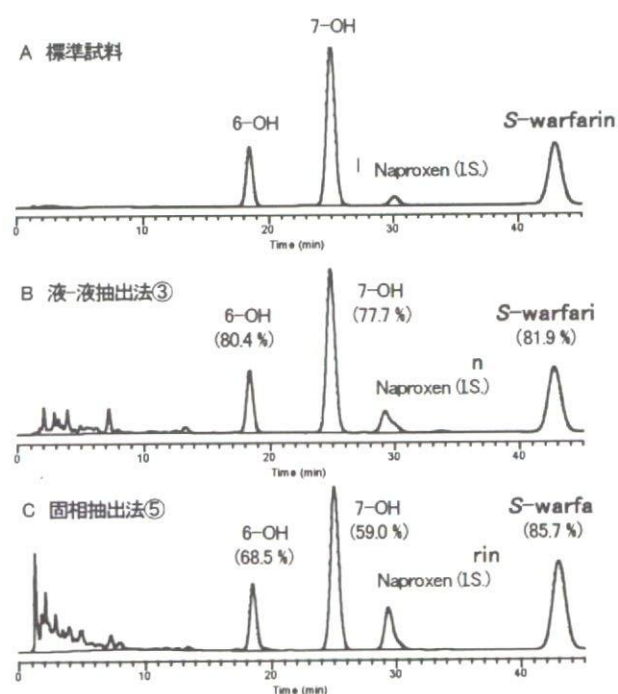 A 標準試料
7-OH
6-OH
S-warfarin
Naproxen (I.S.)
0 10 20 30 40
Time (min)
B 液-液抽出法③
7-OH
(77.7 %)
6-OH
(80.4 %)
S-warfari
n
(81.9 %)
Naproxen (I.S.)
0 10 20 30 40
Time (min)
C 固相抽出法⑤
7-OH
(59.0 %)
6-OH
(68.5 %)
S-warfa
rin
(85.7 %)
Naproxen (I.S.)
0 10 20 30 40
Time (min)